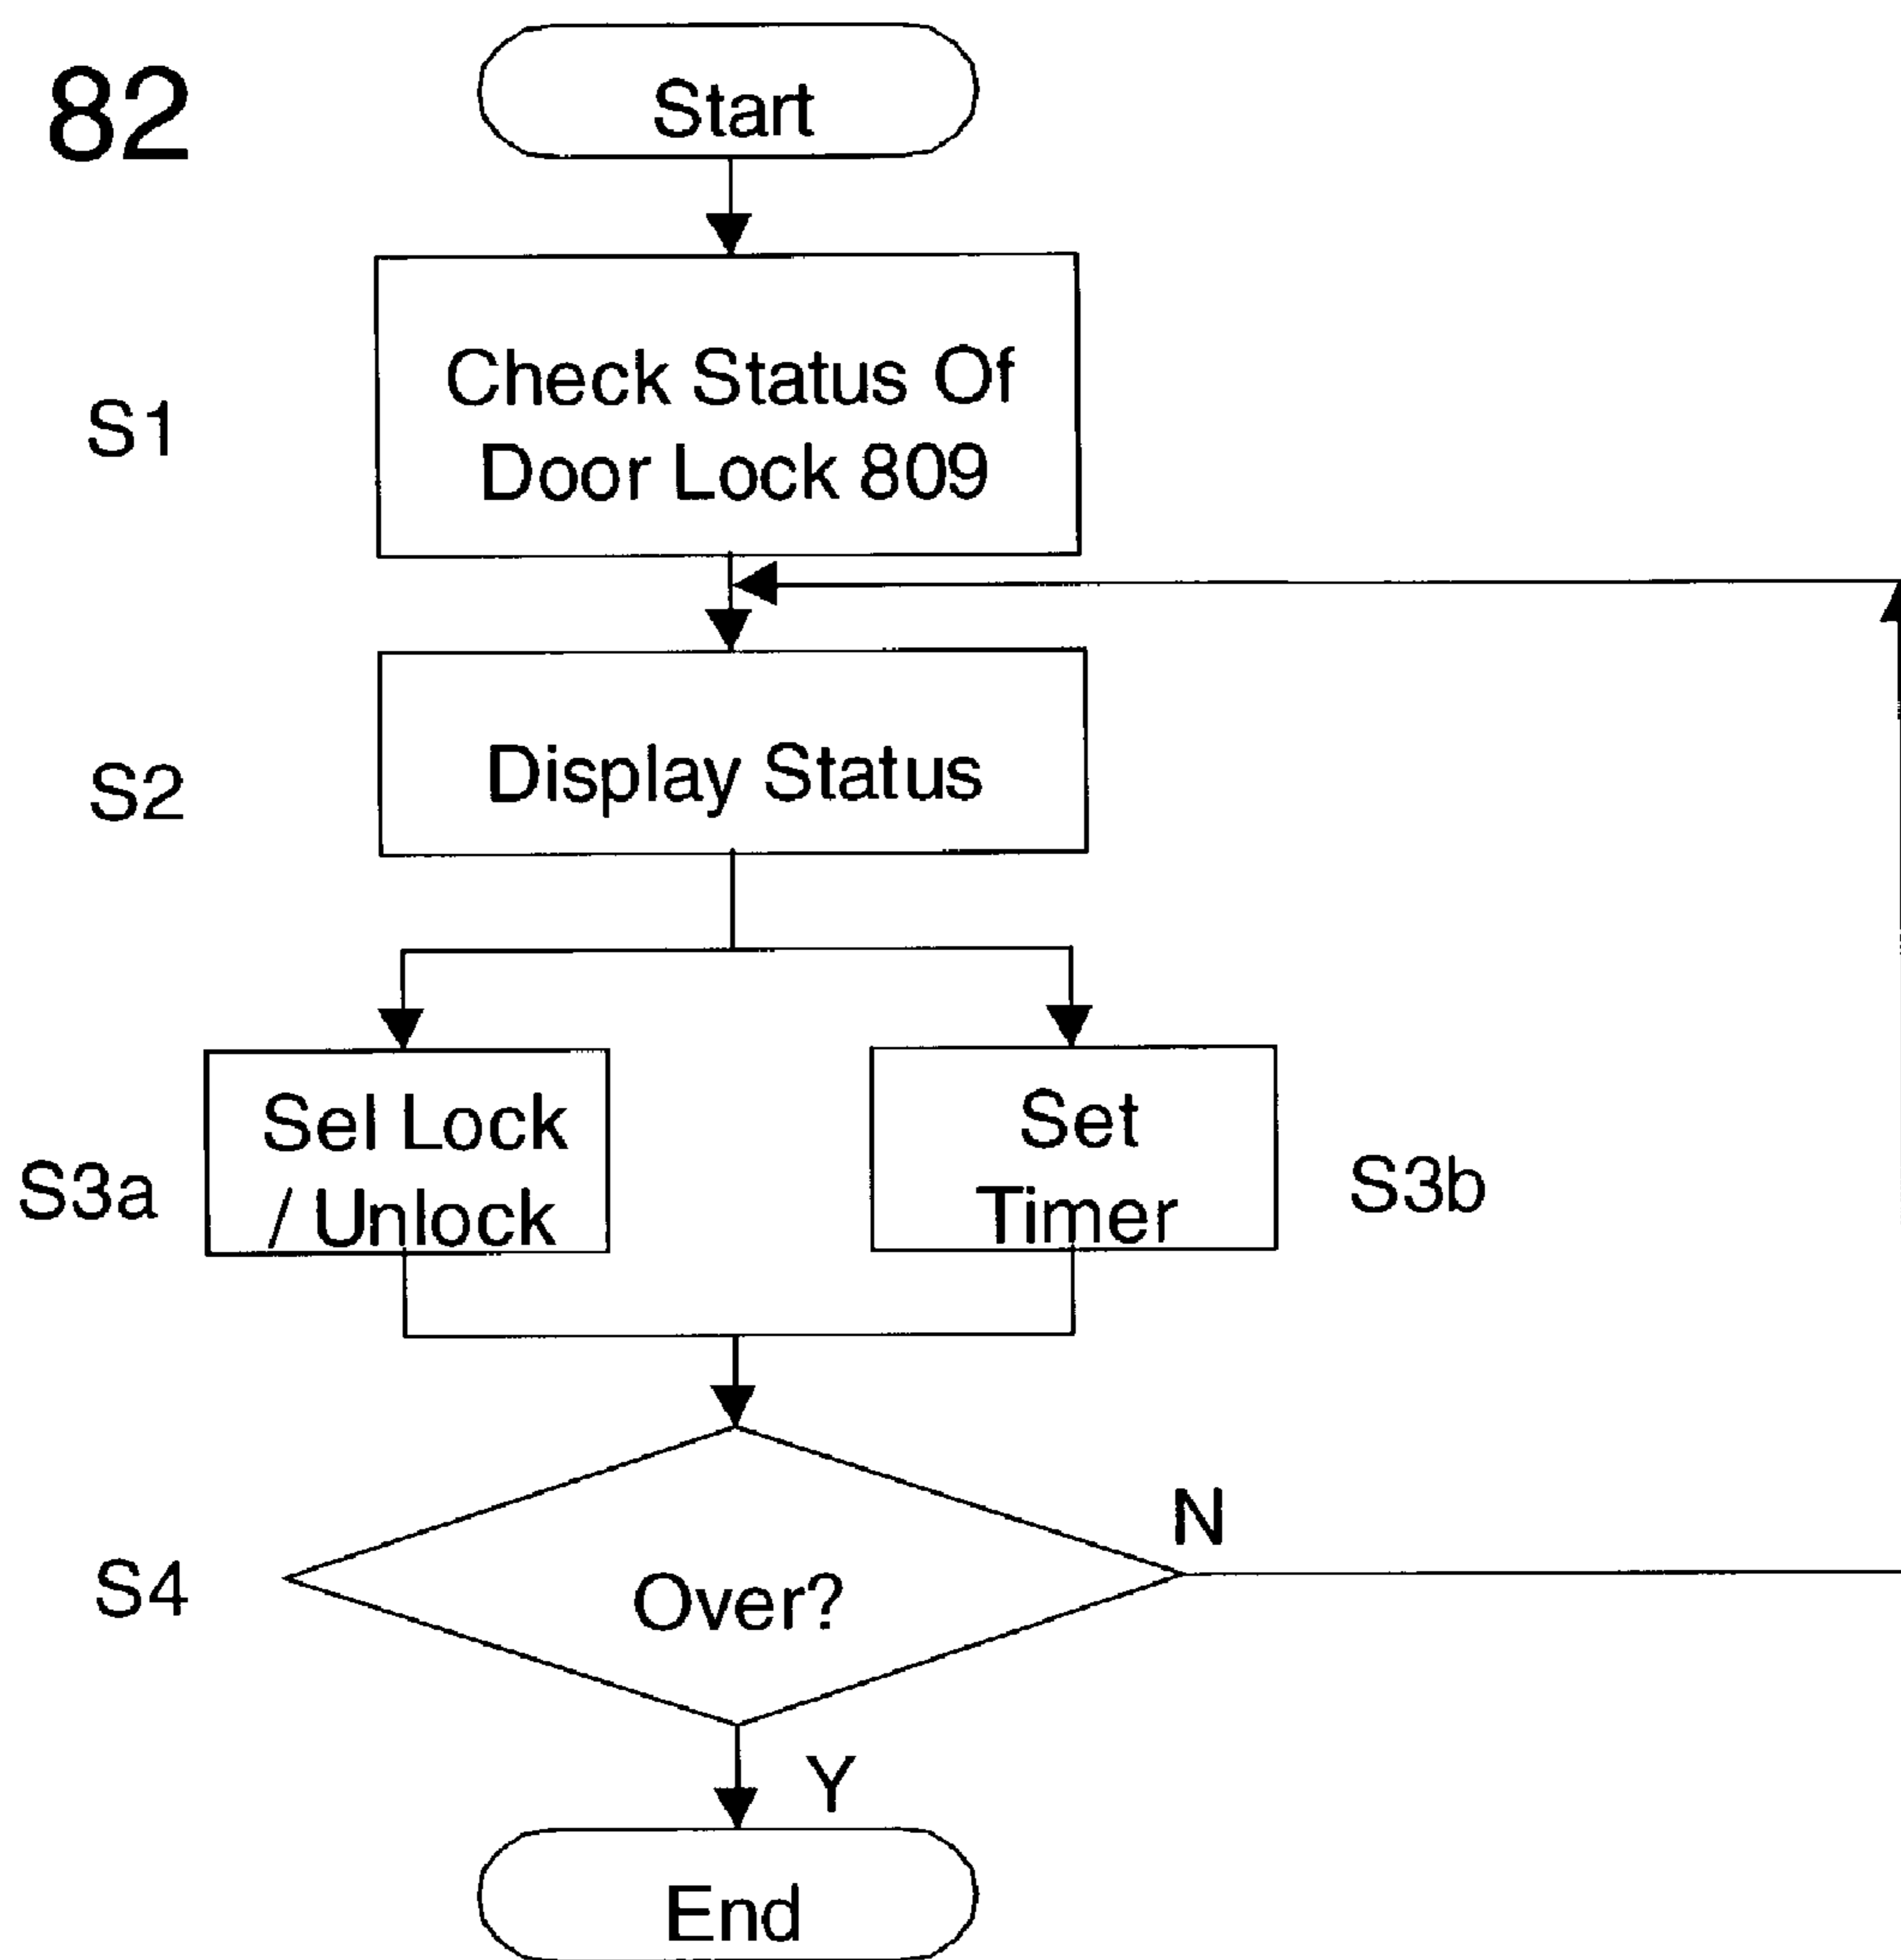 82
Start
S1
Check Status Of
Door Lock 809
S2
Display Status
S3a
Sel Lock
/ Unlock
Set
Timer
S3b
S4
Over?
N
Y
End